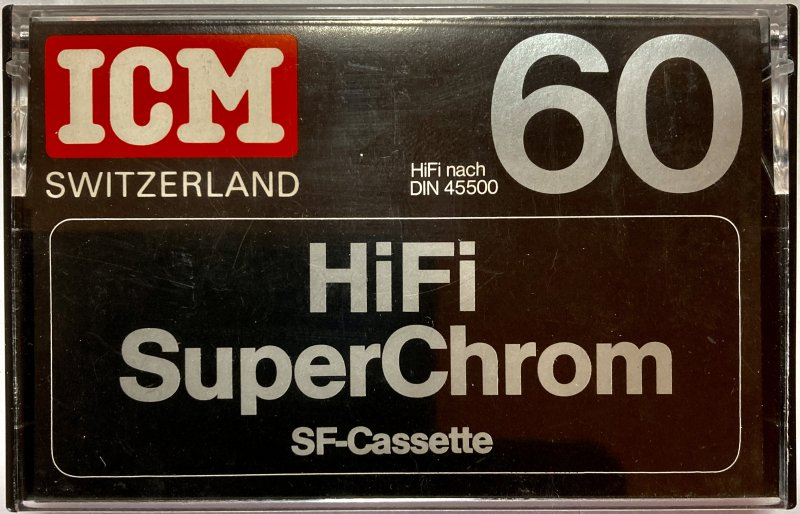 ICM
SWITZERLAND
60
HiFi nach
DIN 45500
HiFi
SuperChrom
SF-Cassette